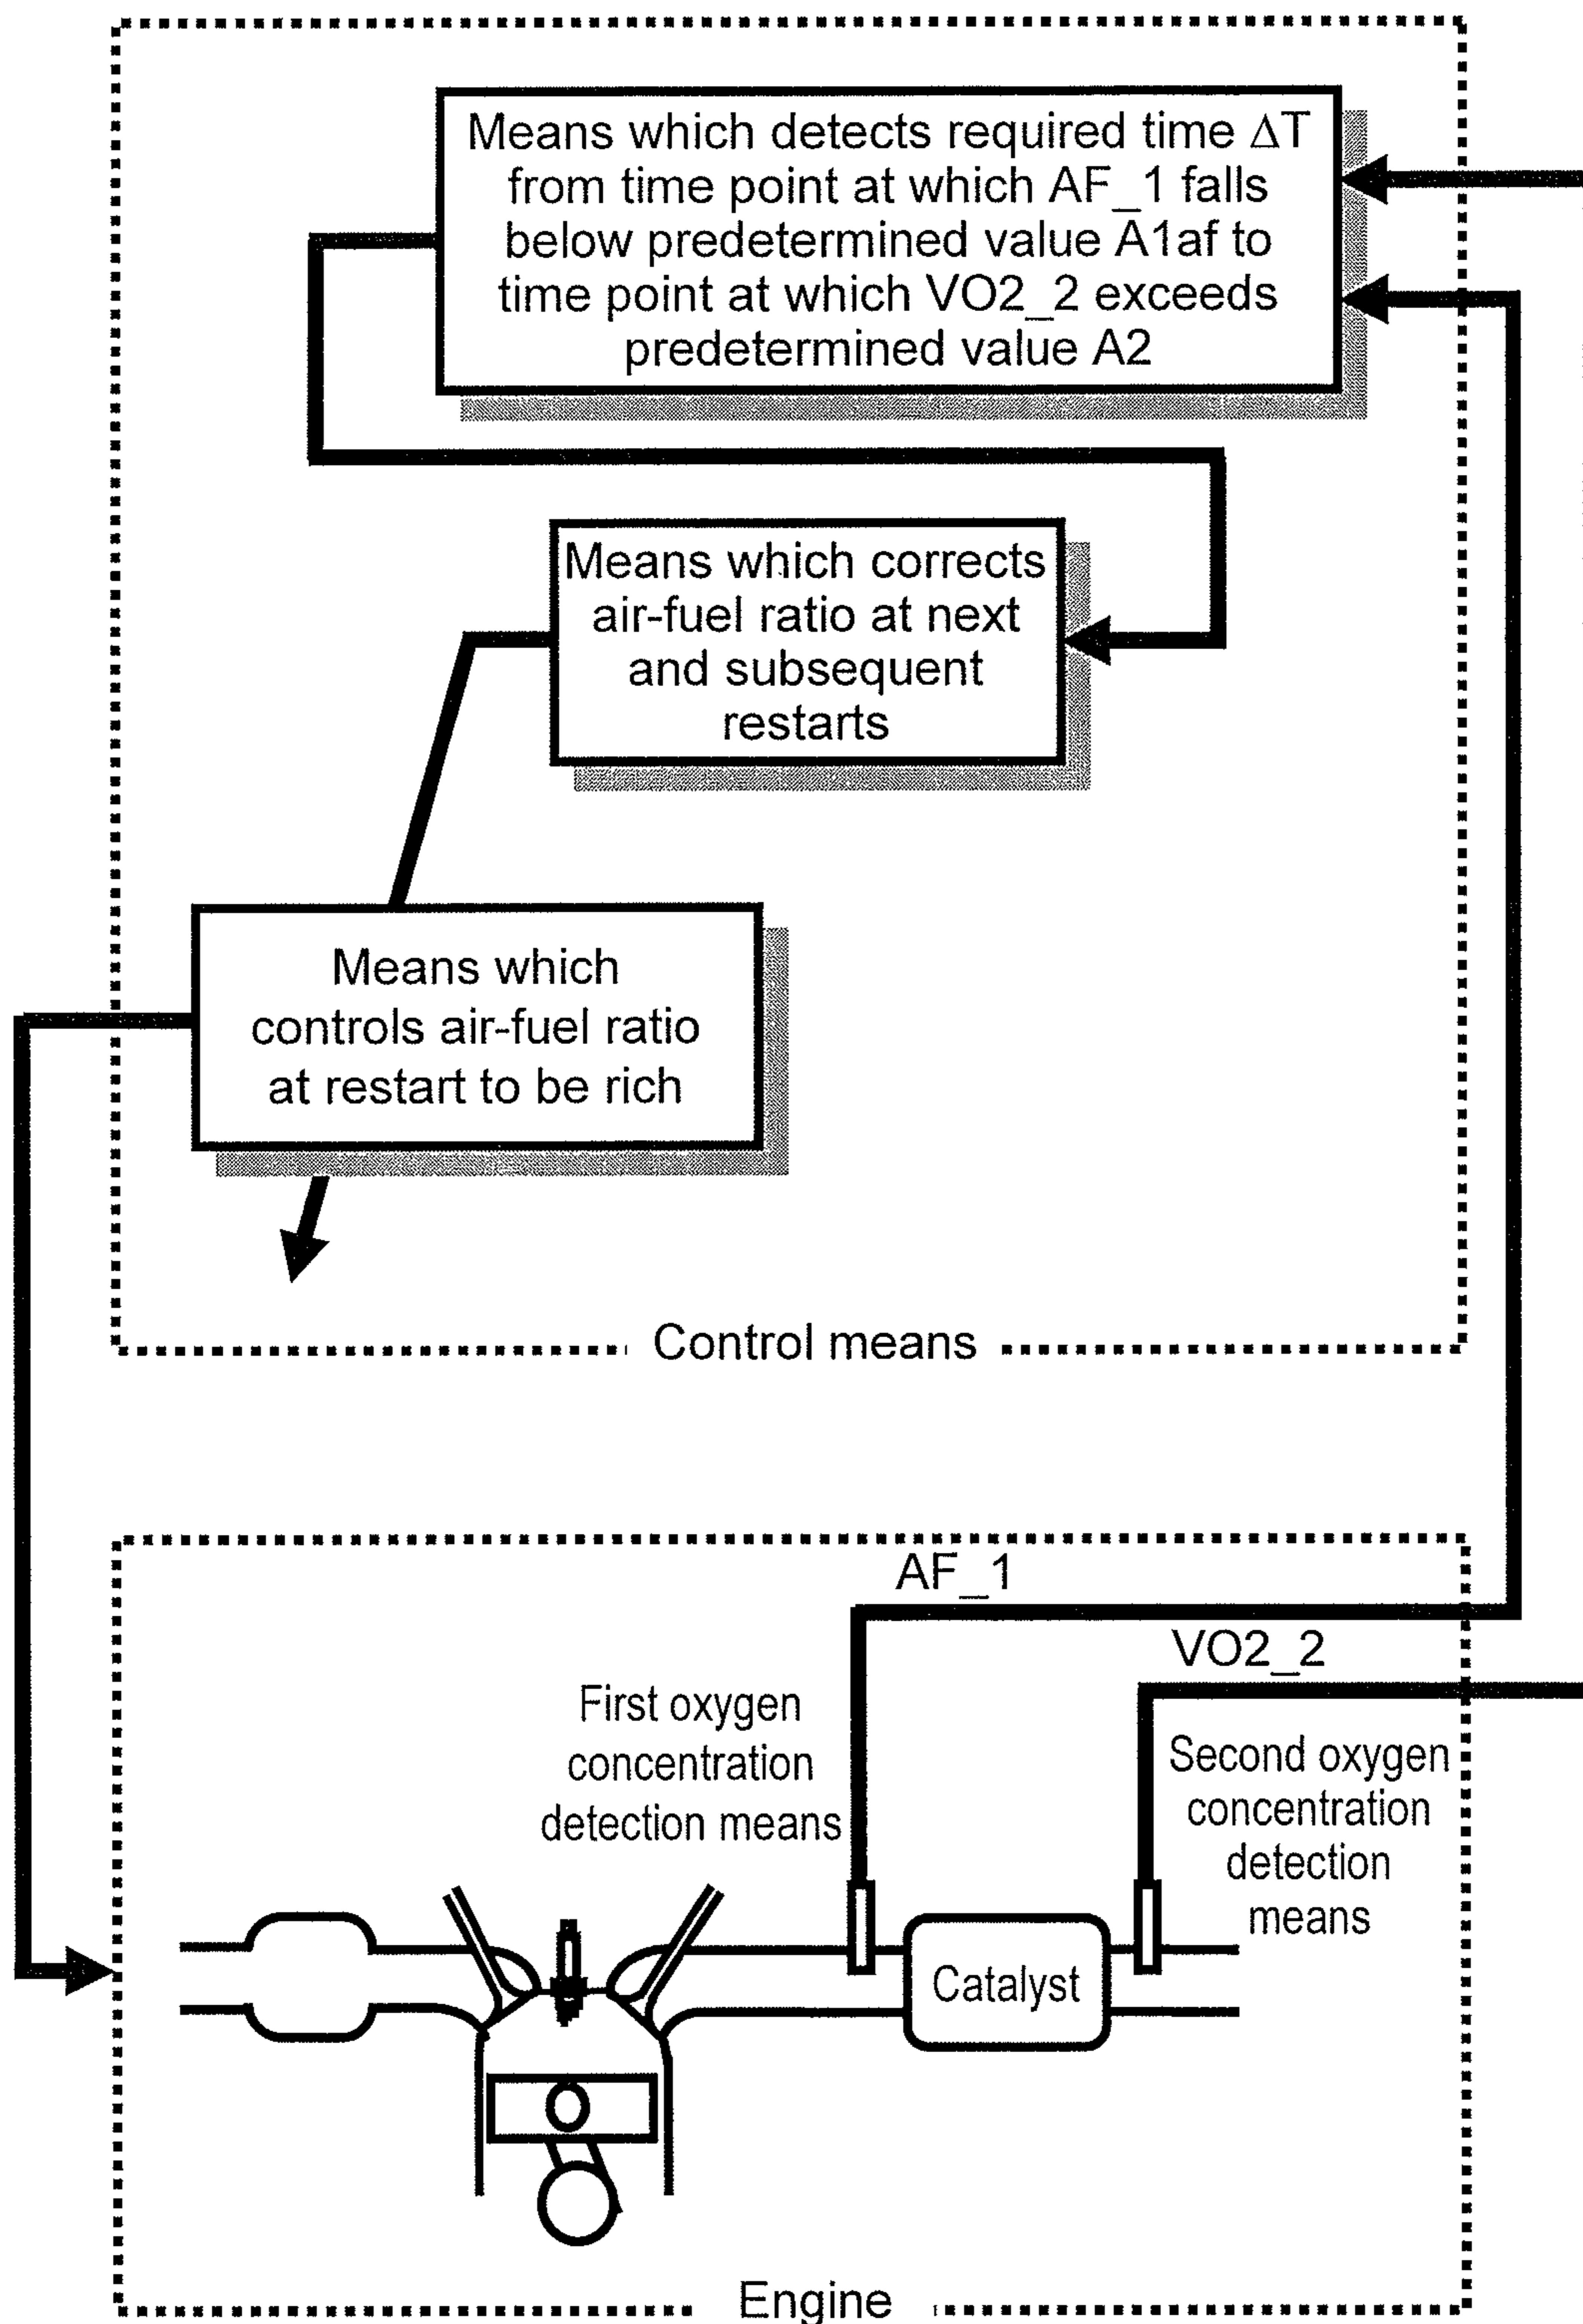 Means which detects required time ΔT
from time point at which AF_1 falls
below predetermined value A1af to
time point at which VO2_2 exceeds
predetermined value A2
Means which corrects
air-fuel ratio at next
and subsequent
restarts
Means which
controls air-fuel ratio
at restart to be rich
Control means
AF_1
VO2_2
First oxygen
concentration
detection means
Second oxygen
concentration
detection
means
Catalyst
Engine